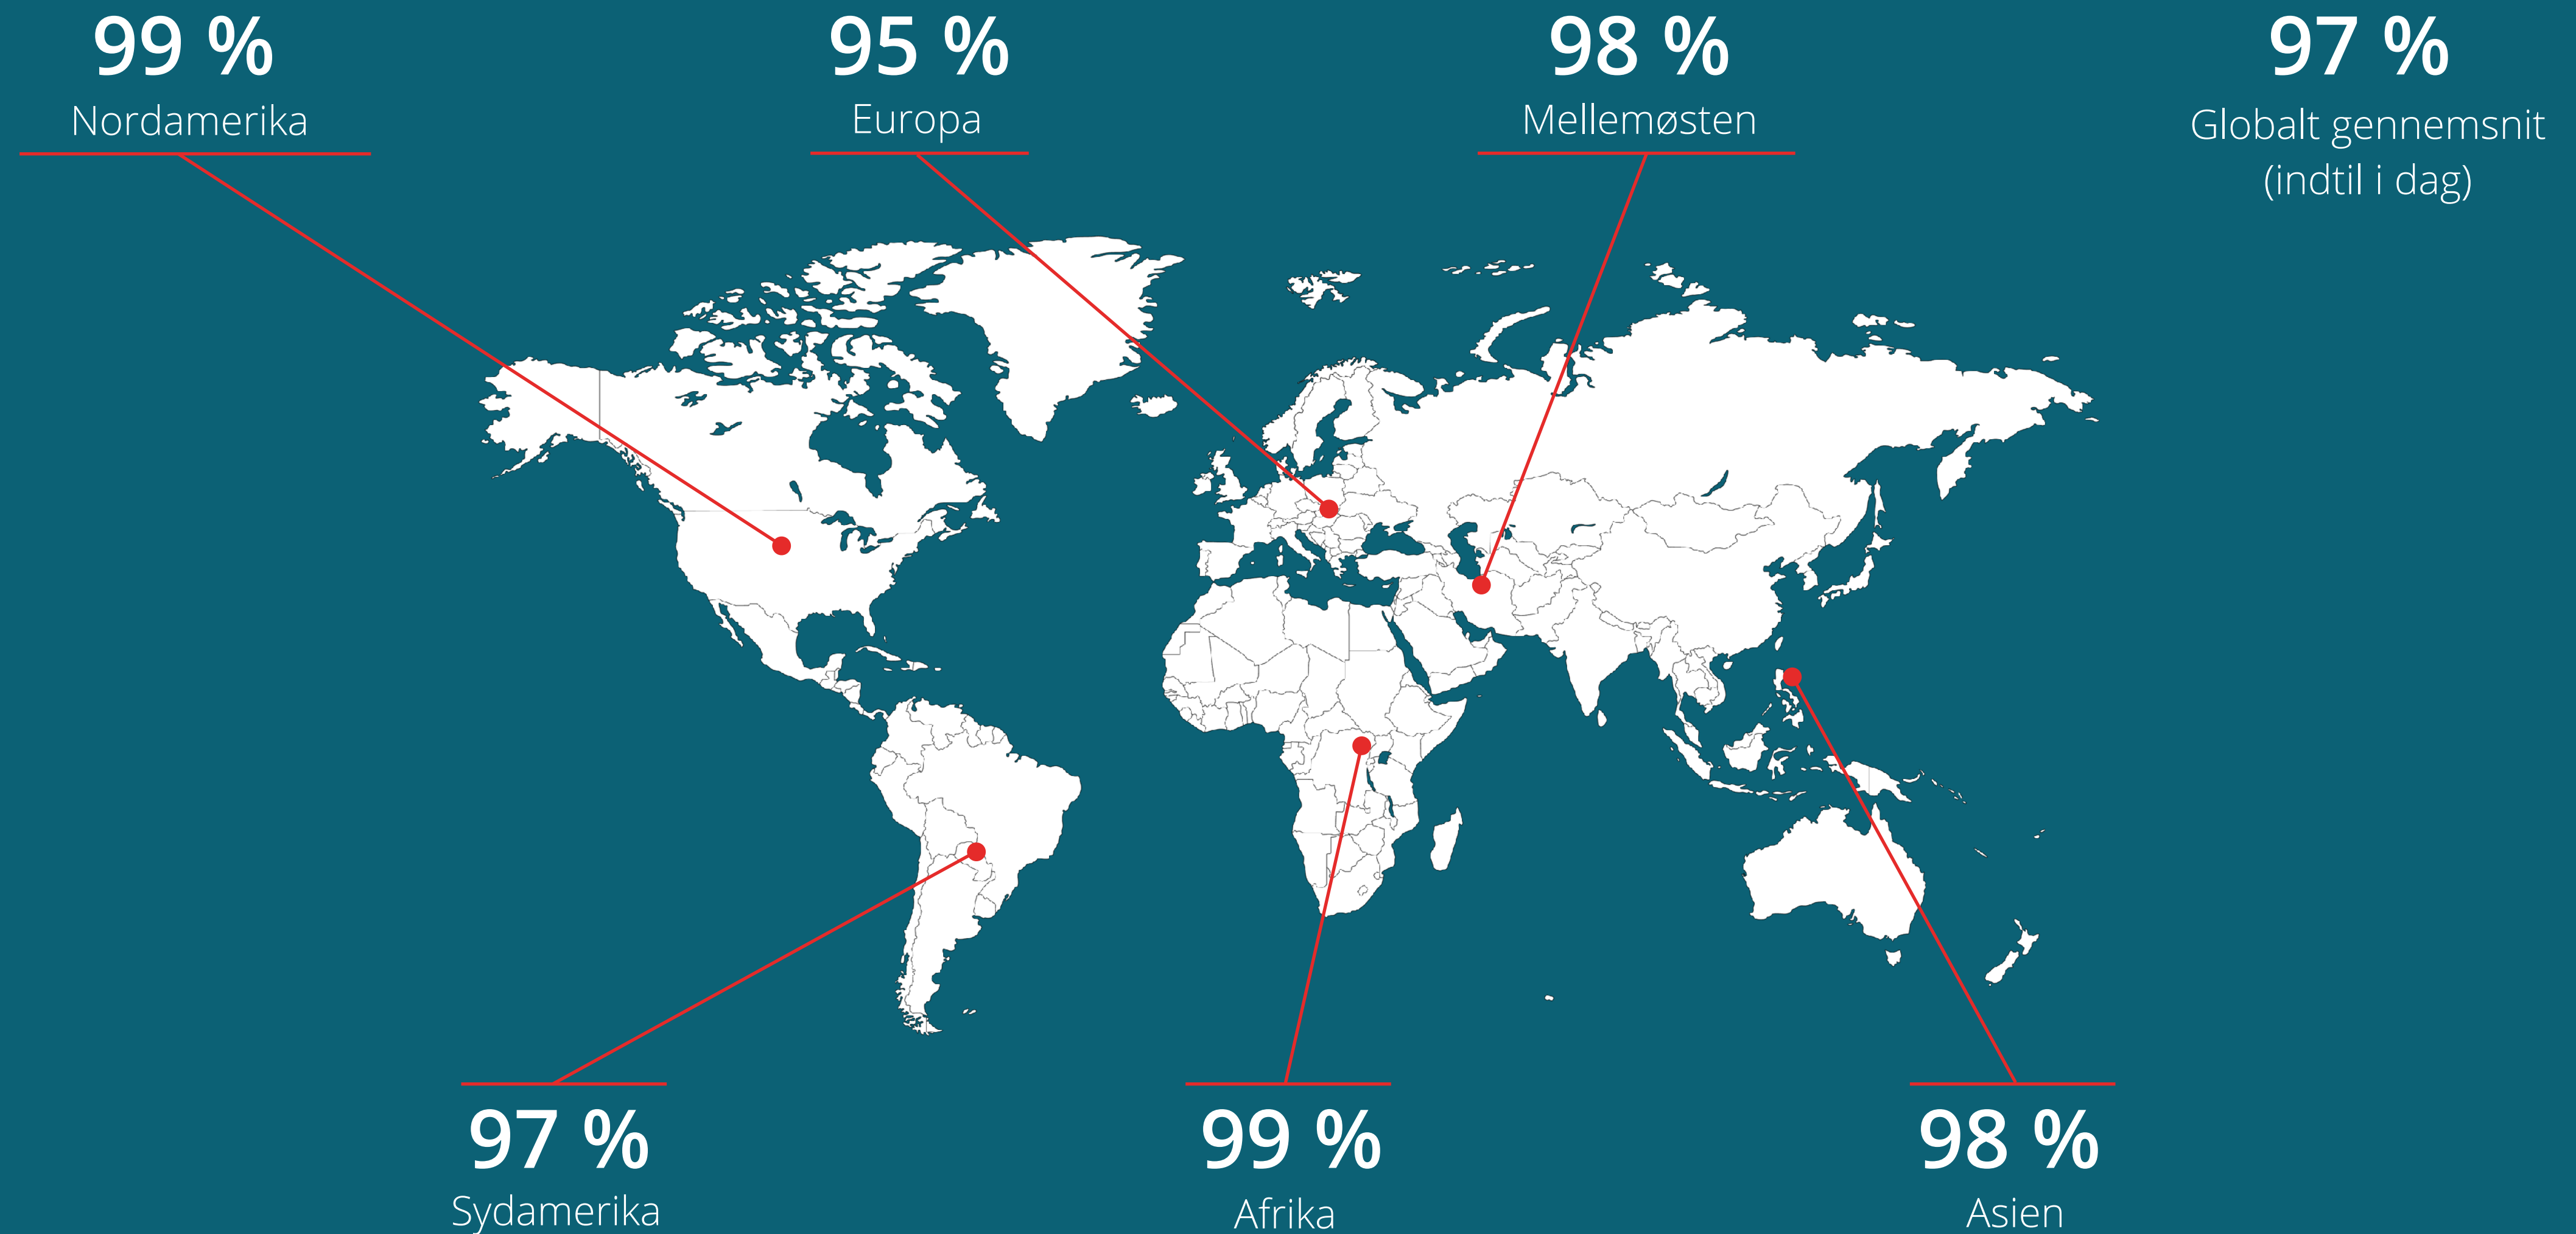 99 %
Nordamerika
95 %
Europa
98 %
Mellemøsten
97 %
Globalt gennemsnit
(indtil i dag)
97 %
Sydamerika
99 %
Afrika
98 %
Asien